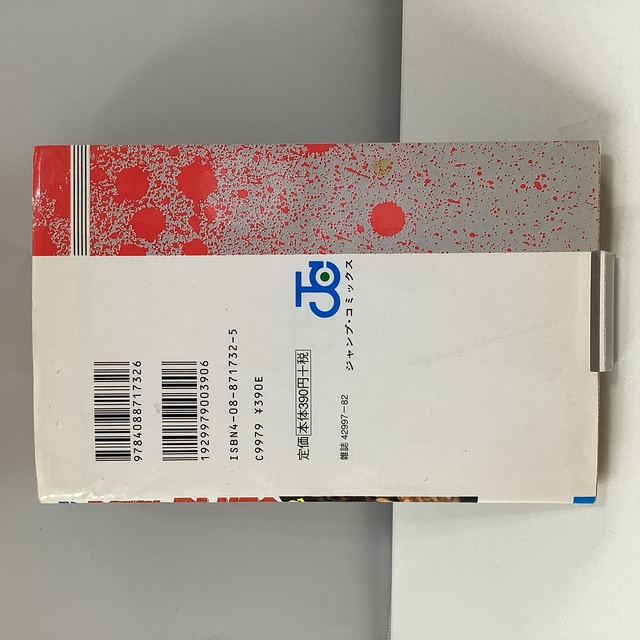 ジャンプ・コミックス
雑誌 42997-82
定価 本体390円+税
C9979 ¥390E
ISBN4-08-871732-5
1929979003906
9784088717326